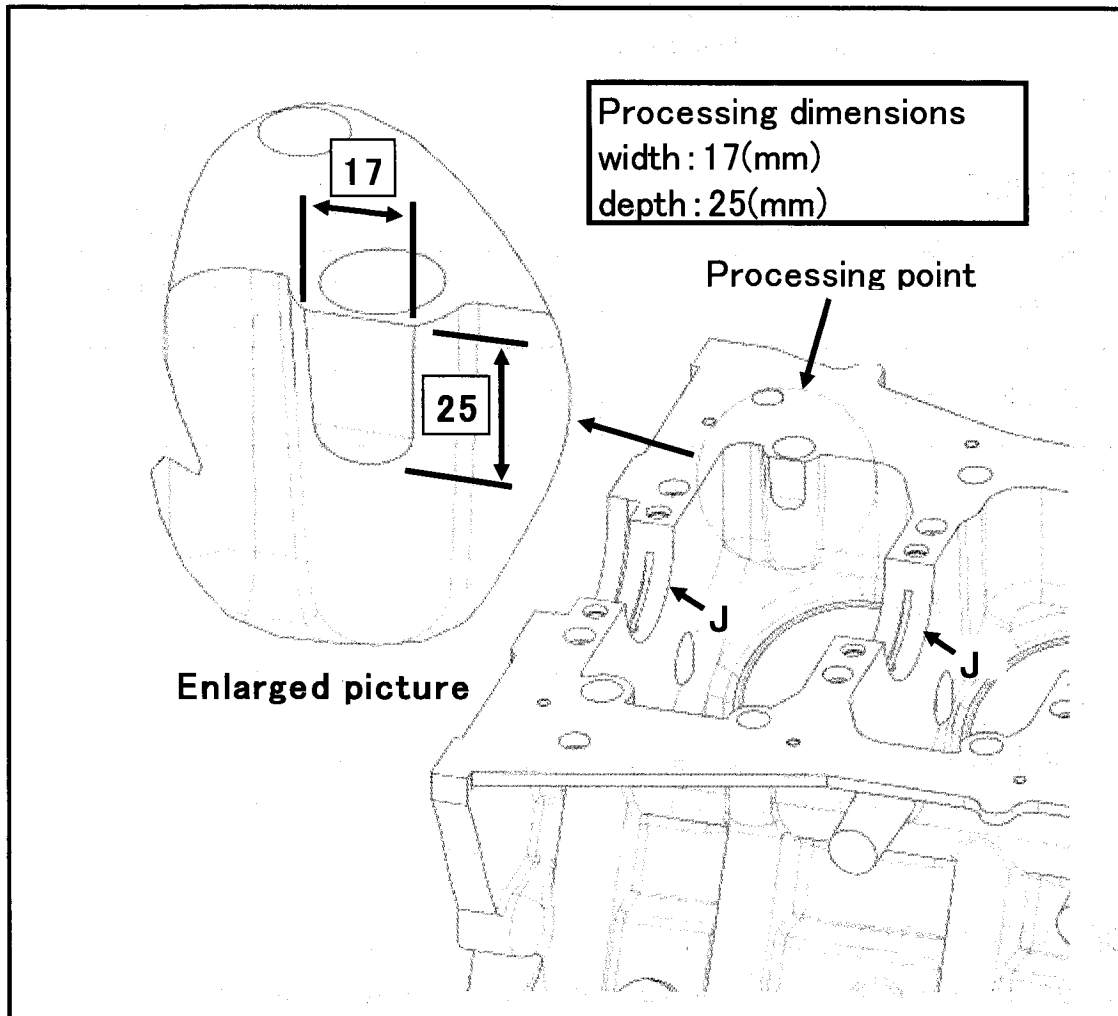 Processing dimensions
width : 17(mm)
depth : 25(mm)
17
Processing point
25
J
J
Enlarged picture